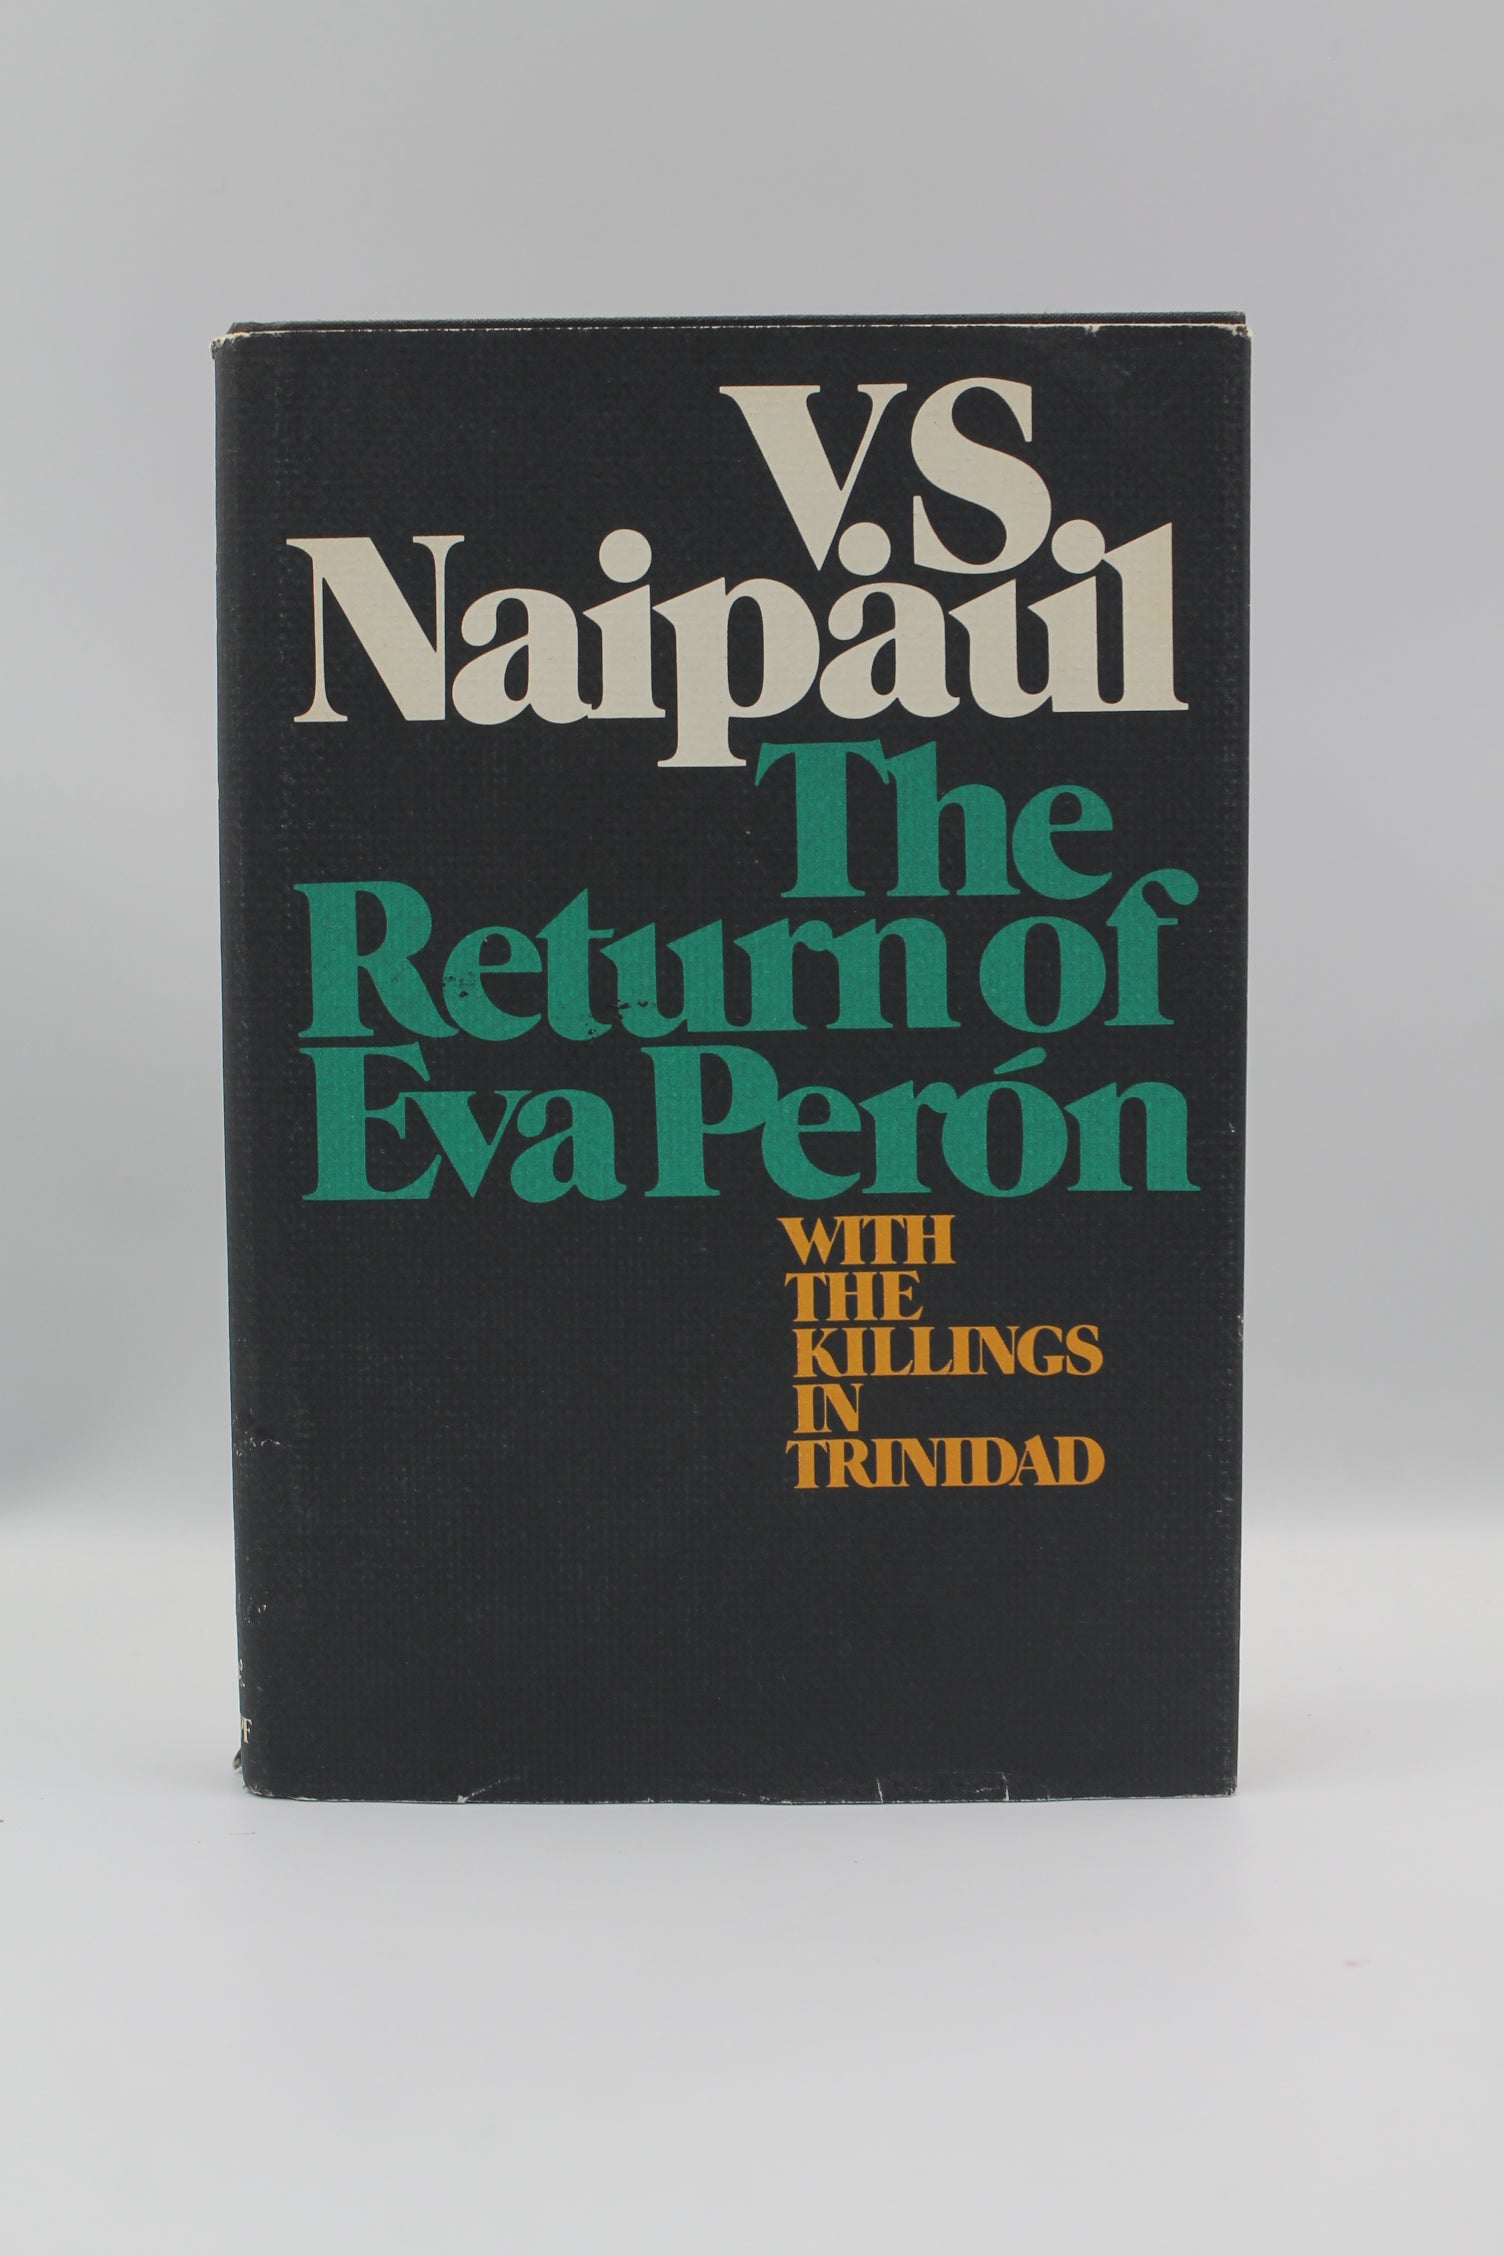 V.S.
Naipaul
The
Return of
Eva Perón
WITH
THE
KILLINGS
IN
TRINIDAD